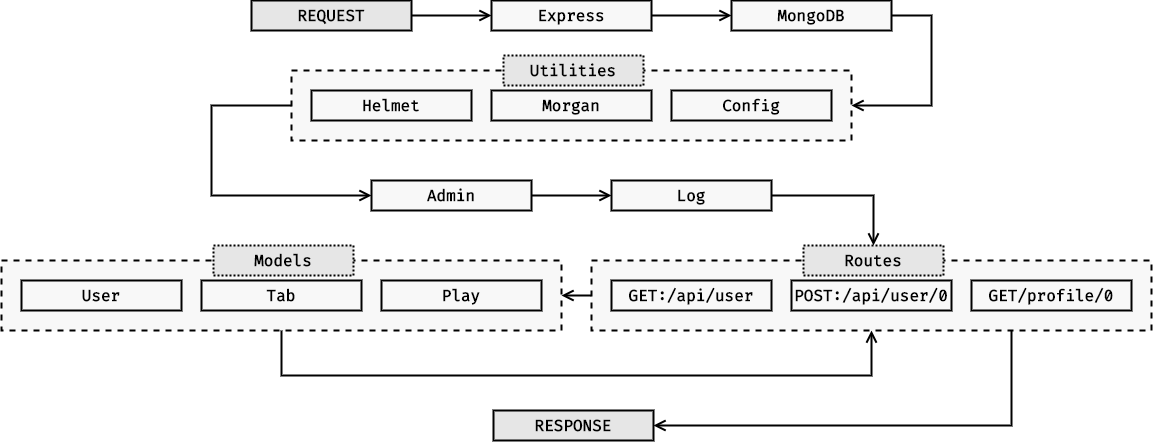 REQUEST
Express
MongoDB
Utilities
Helmet
Morgan
Config
Admin
Log
Models
User
Tab
Play
Routes
GET:/api/user
POST:/api/user/0
GET/profile/0
RESPONSE